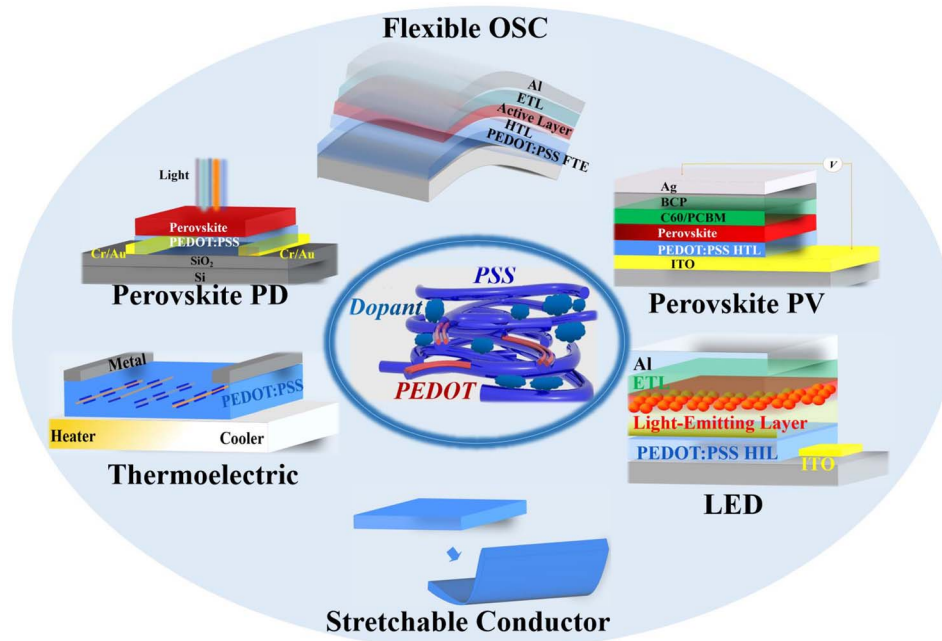 Flexible OSC
Al
ETL
Active Layer
HTL
PEDOT:PSS FTE
Light
Perovskite
PEDOT:PSS
Cr/Au
Cr/Au
SiO₂
Si
Perovskite PD
V
Ag
BCP
C60/PCBM
Perovskite
PEDOT:PSS HTL
ITO
Perovskite PV
PSS
Dopant
PEDOT
Metal
PEDOT:PSS
Heater
Cooler
Thermoelectric
Al
ETL
Light-Emitting Layer
PEDOT:PSS HIL
ITO
LED
Stretchable Conductor